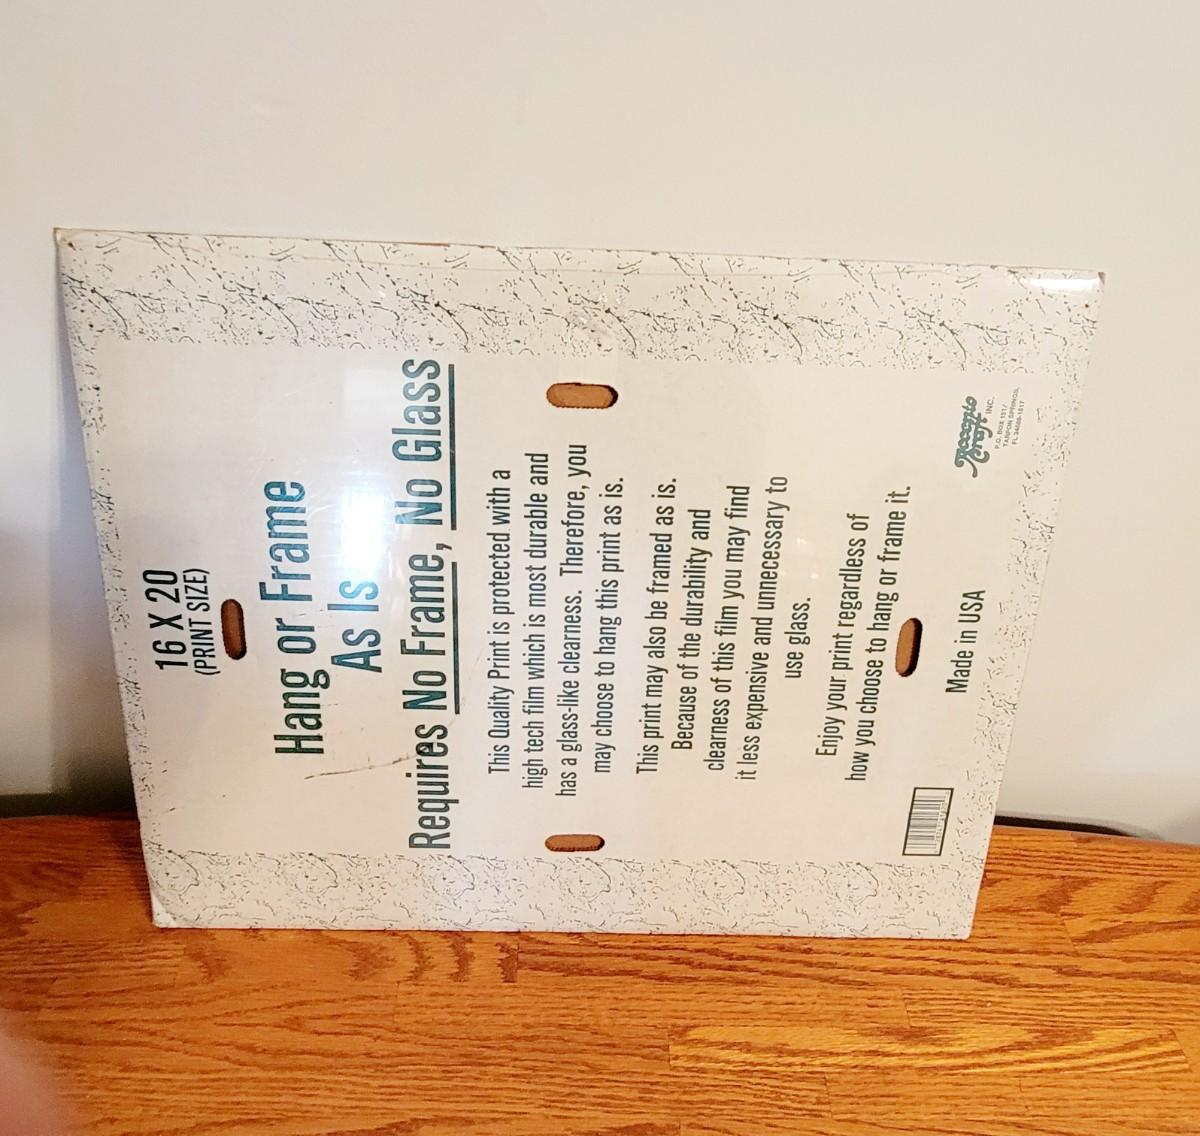 16 X 20
(PRINT SIZE)
Hang or Frame
As Is
Requires No Frame, No Glass
This Quality Print is protected with a
high tech film which is most durable and
has a glass-like clearness. Therefore, you
may choose to hang this print as is.
This print may also be framed as is.
Because of the durability and
clearness of this film you may find
it less expensive and unnecessary to
use glass.
Enjoy your print regardless of
how you choose to hang or frame it.
Made in USA
INC.
P.O. BOX
TARPON SPRINGS,
FL